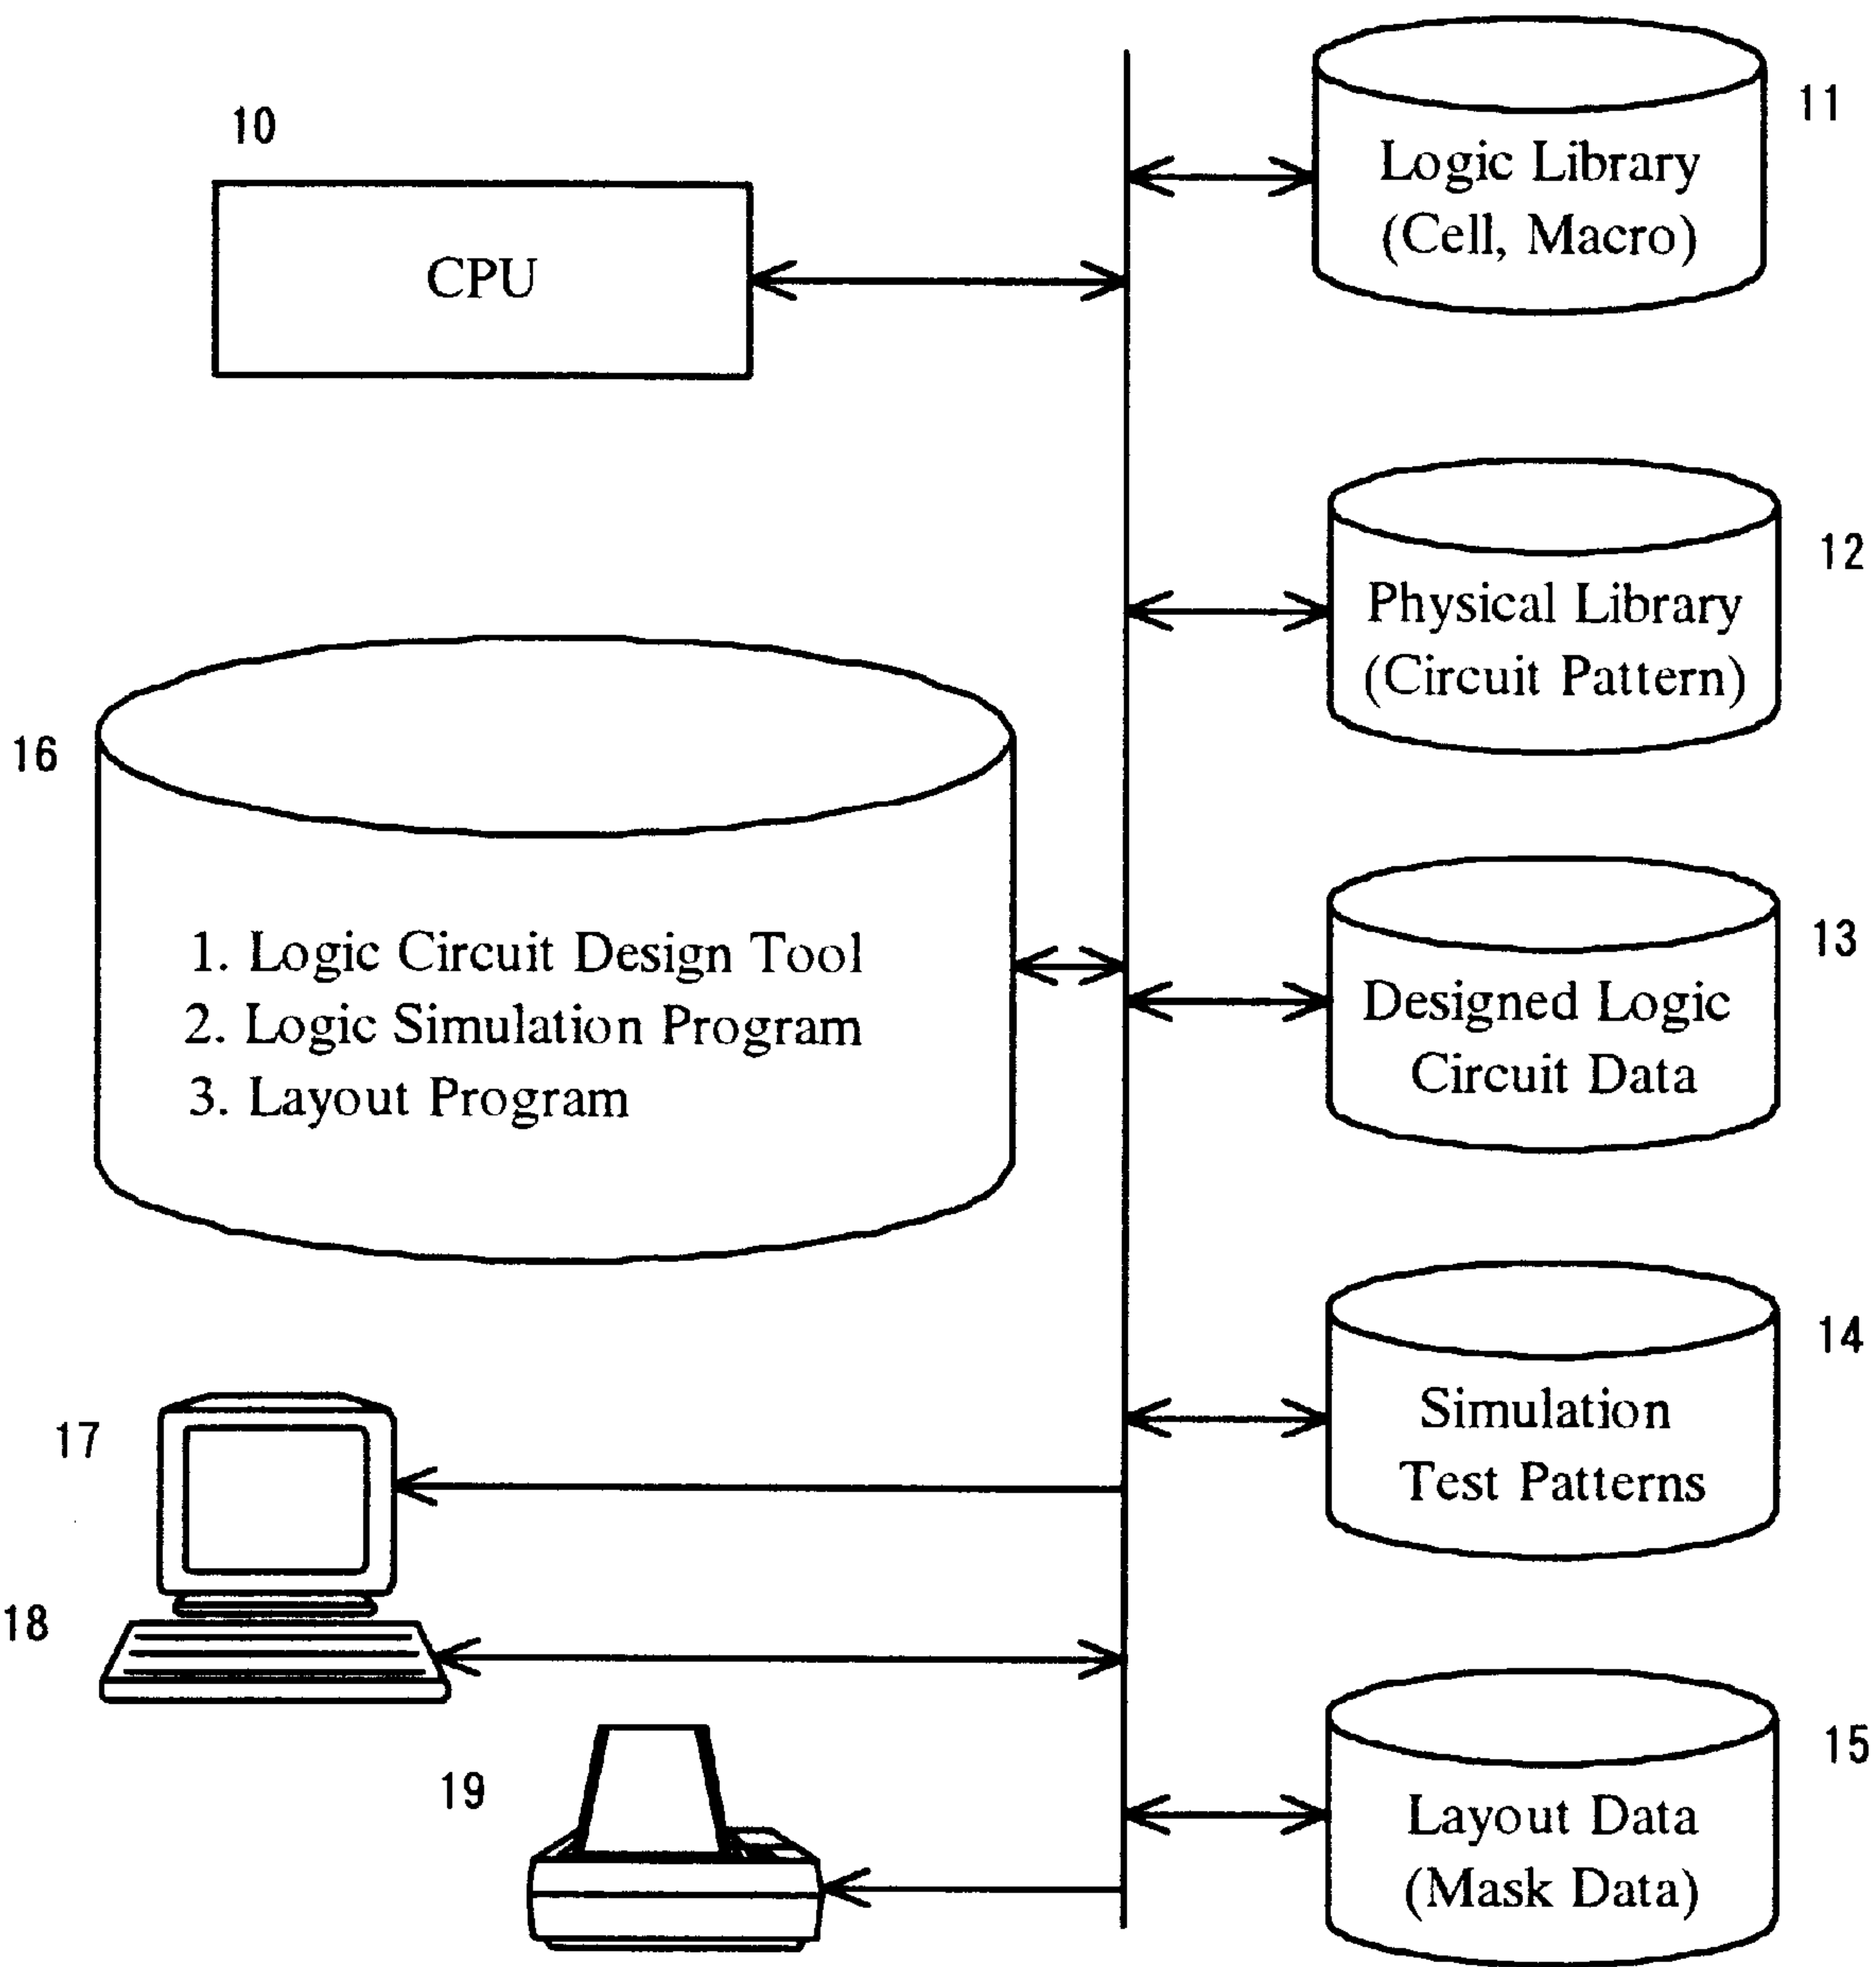 10
CPU
11
Logic Library
(Cell, Macro)
12
Physical Library
(Circuit Pattern)
16
1. Logic Circuit Design Tool
2. Logic Simulation Program
3. Layout Program
13
Designed Logic
Circuit Data
14
Simulation
Test Patterns
17
18
19
15
Layout Data
(Mask Data)